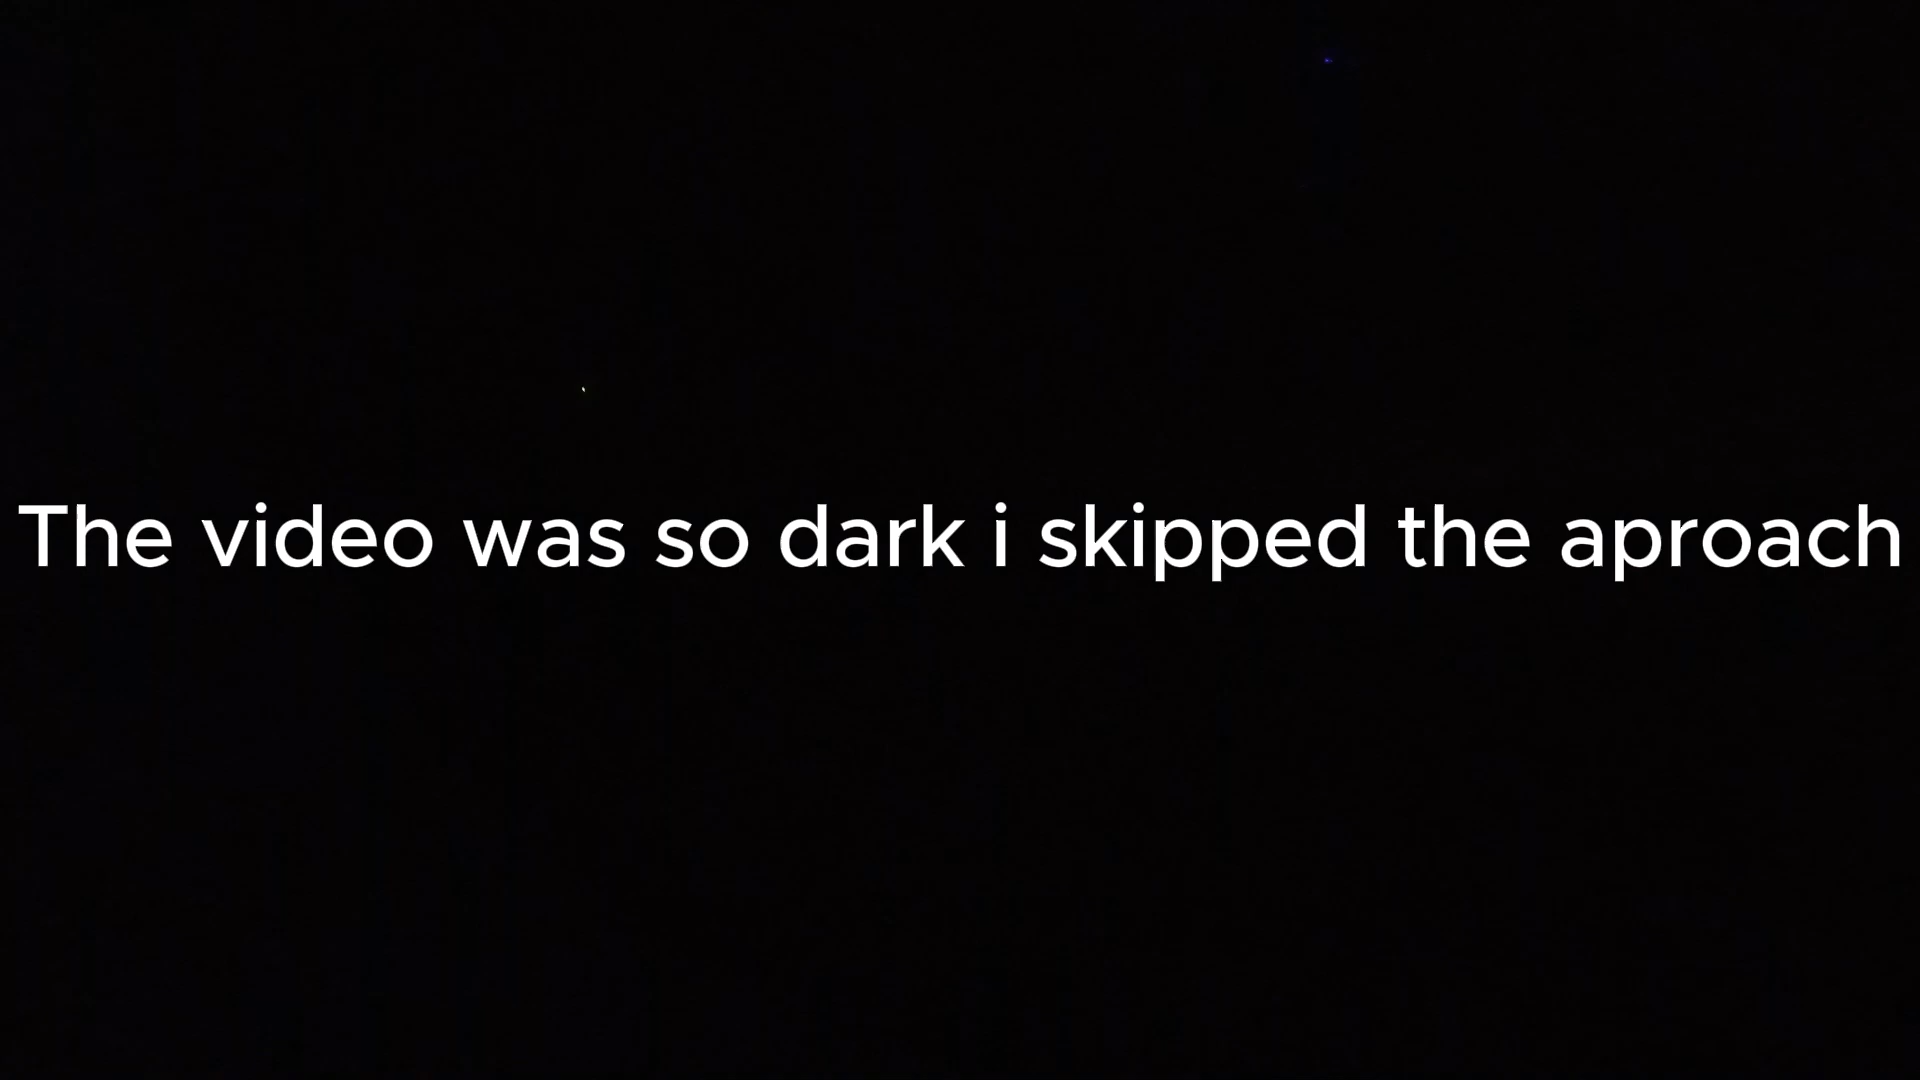 The video was so dark i skipped the aproach